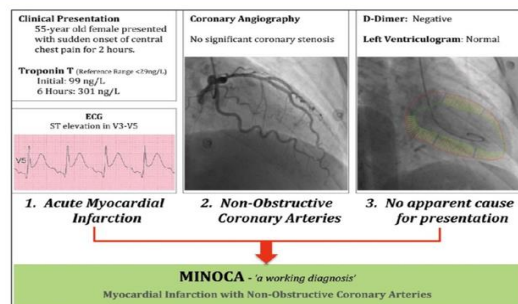 Clinical Presentation
55-year old female presented
with sudden onset of central
chest pain for 2 hours.
Troponin T (Reference Range <29ng/L)
Initial: 99 ng/L
6 Hours: 301 ng/L
ECG
ST elevation in V3-V5
V5
1. Acute Myocardial
Infarction
Coronary Angiography
No significant coronary stenosis
2. Non-Obstructive
Coronary Arteries
D-Dimer: Negative
Left Ventriculogram: Normal
3. No apparent cause
for presentation
MINOCA - 'a working diagnosis'
Myocardial Infarction with Non-Obstructive Coronary Arteries